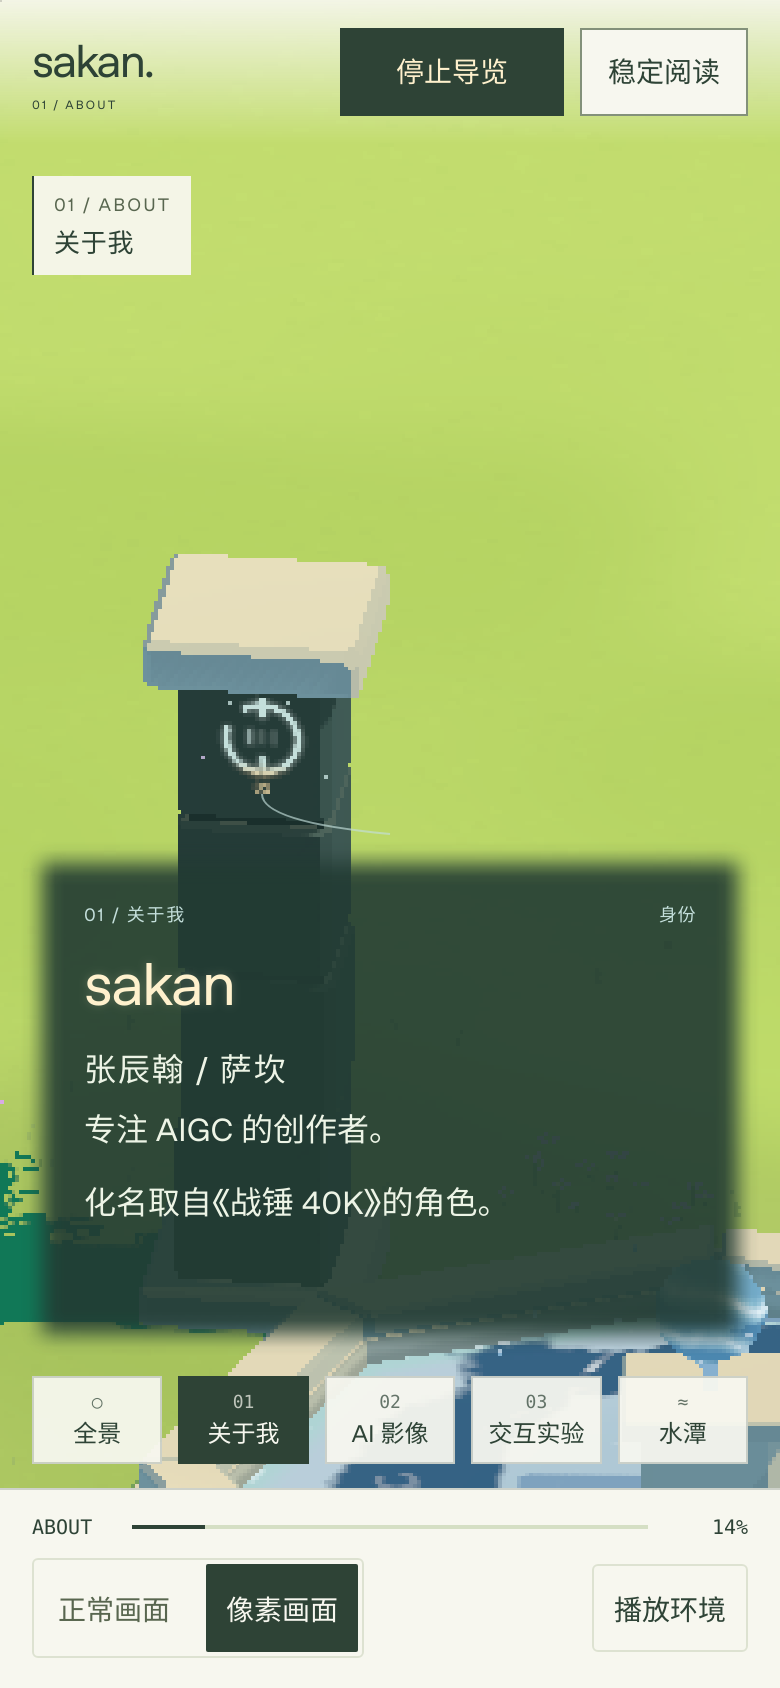 sakan.
01 / ABOUT
停止导览
稳定阅读
01 / ABOUT
关于我
01 / 关于我
身份
sakan
张辰翰 / 萨坎
专注 AIGC 的创作者。
化名取自《战锤 40K》的角色。
○
全景
01
关于我
02
AI 影像
03
交互实验
≈
水潭
ABOUT
14%
正常画面
像素画面
播放环境